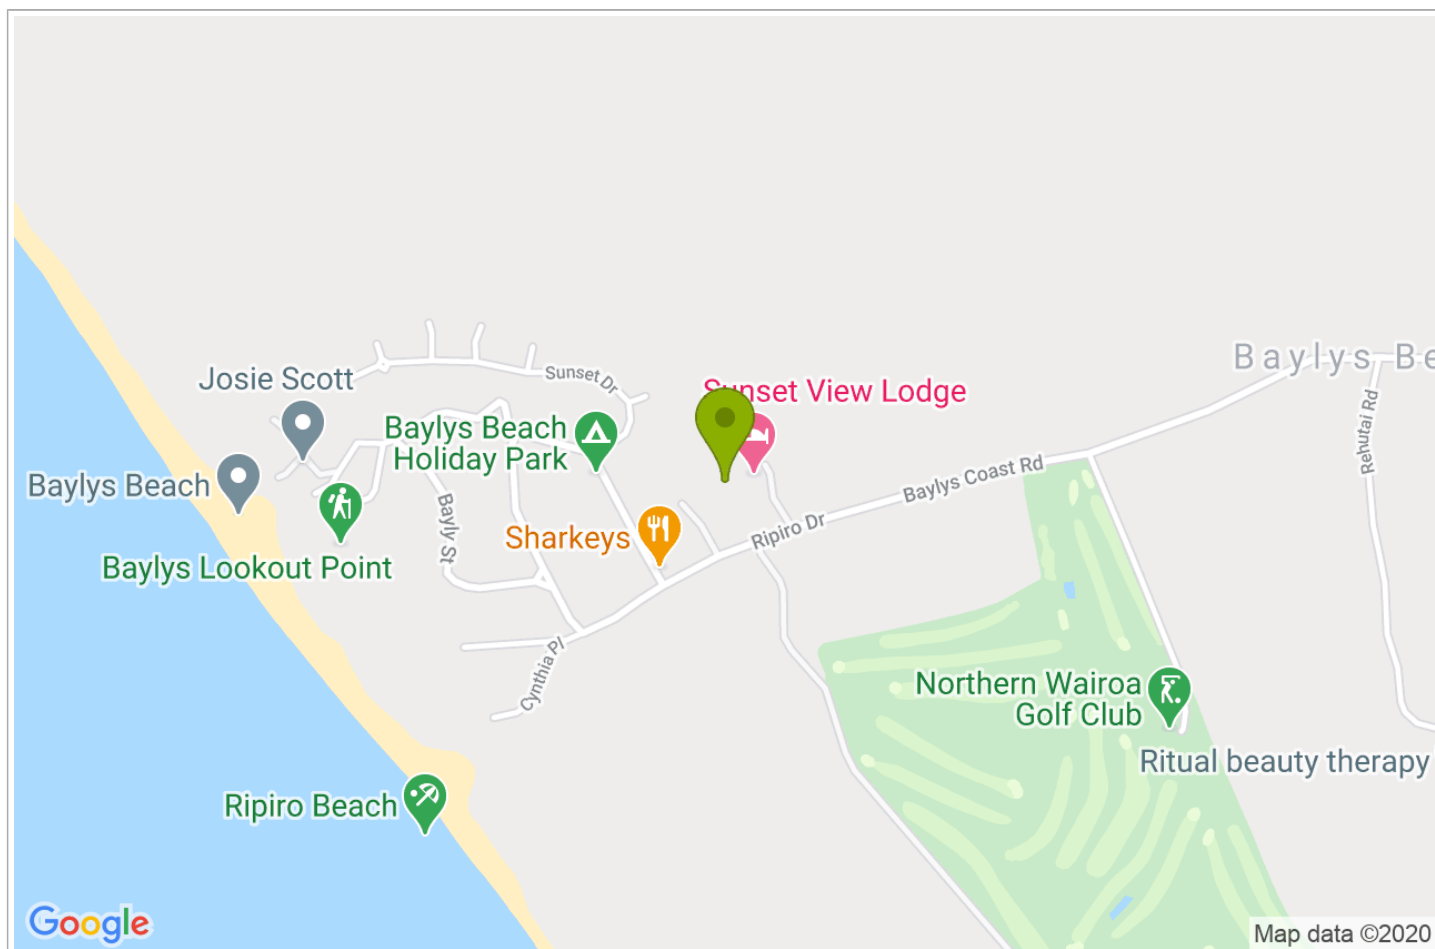 Sunset Dr
Baylys Be
Josie Scott
Sunset View Lodge
Rehutai Rd
Baylys Beach
Holiday Park
Baylys Beach
Baylys Coast Rd
Bayly St
Sharkeys
Ripiro Dr
Baylys Lookout Point
Cynthia Pl
Northern Wairoa
Golf Club
Ritual beauty therapy
Ripiro Beach
Google
Map data ©2020